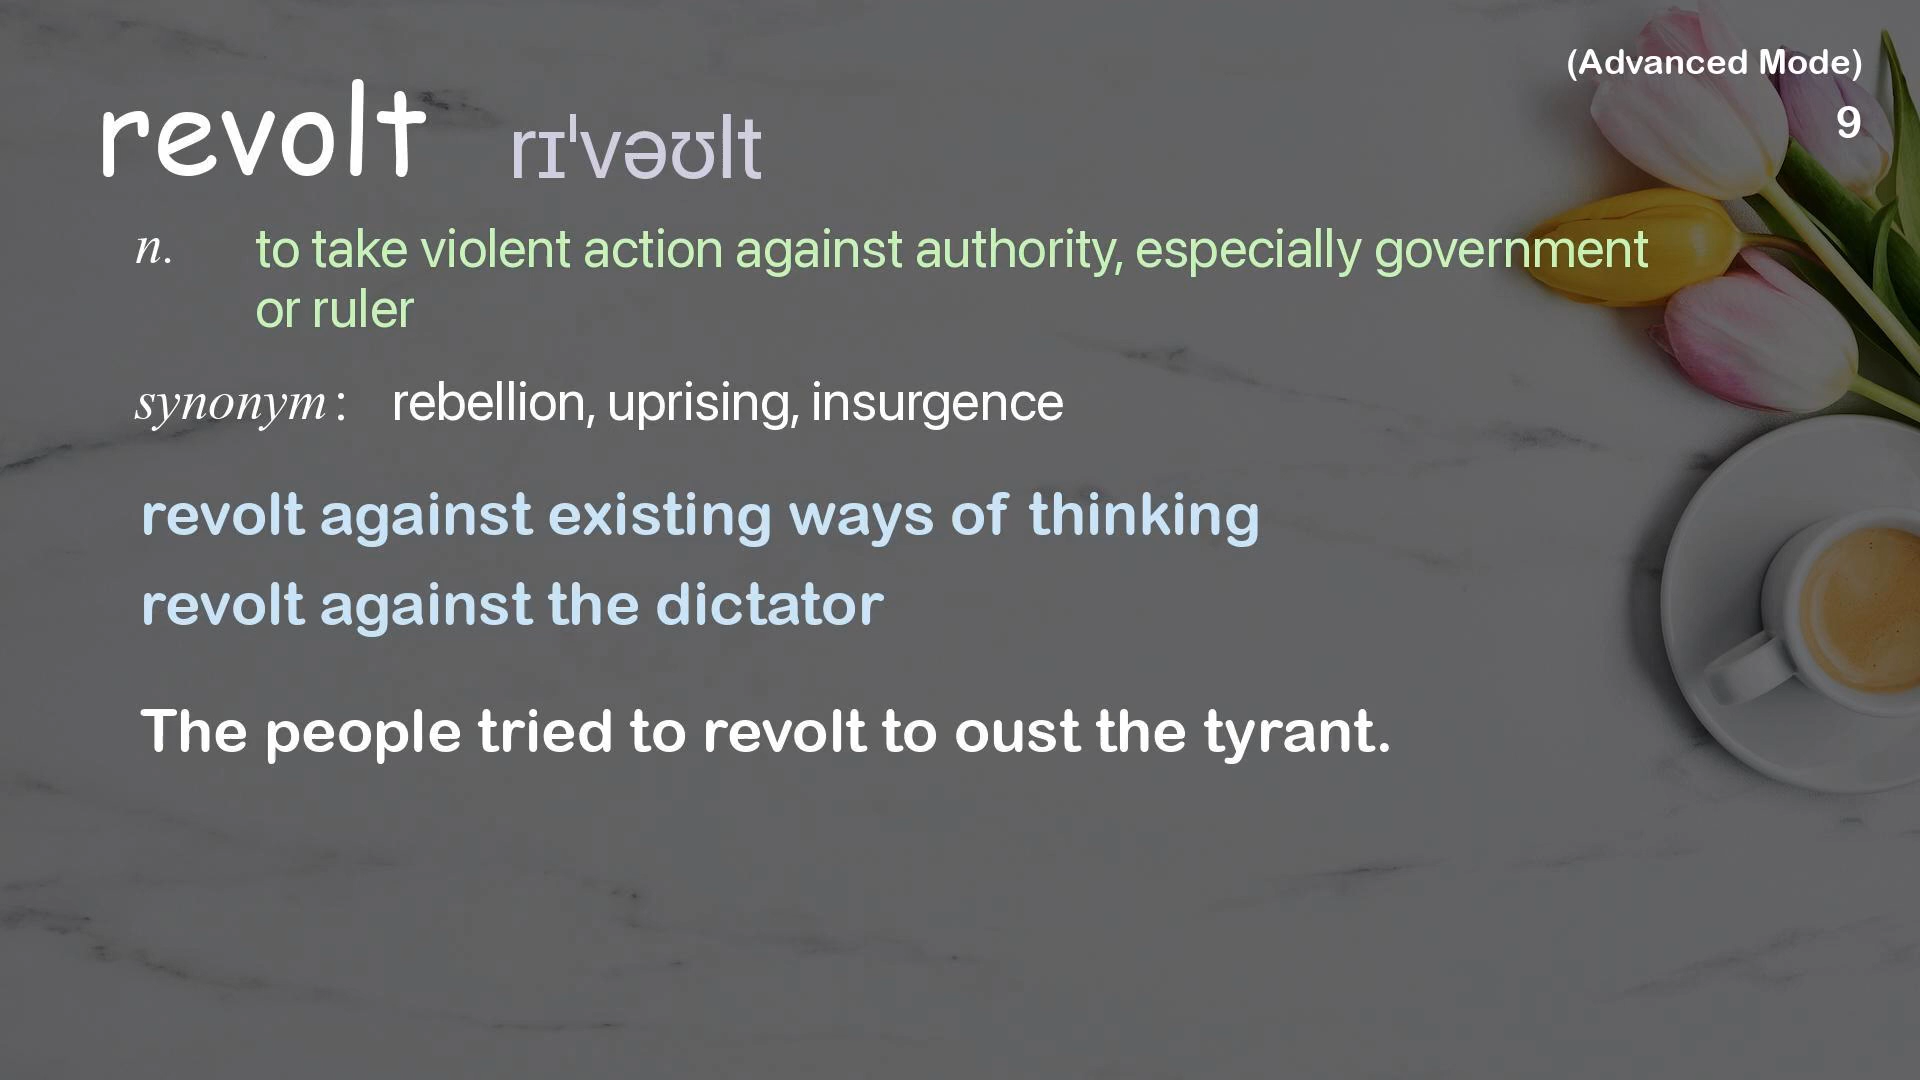 (Advanced Mode)
revolt rɪˈvəʊlt
9
n. to take violent action against authority, especially government
or ruler
synonym : rebellion, uprising, insurgence
revolt against existing ways of thinking
revolt against the dictator
The people tried to revolt to oust the tyrant.